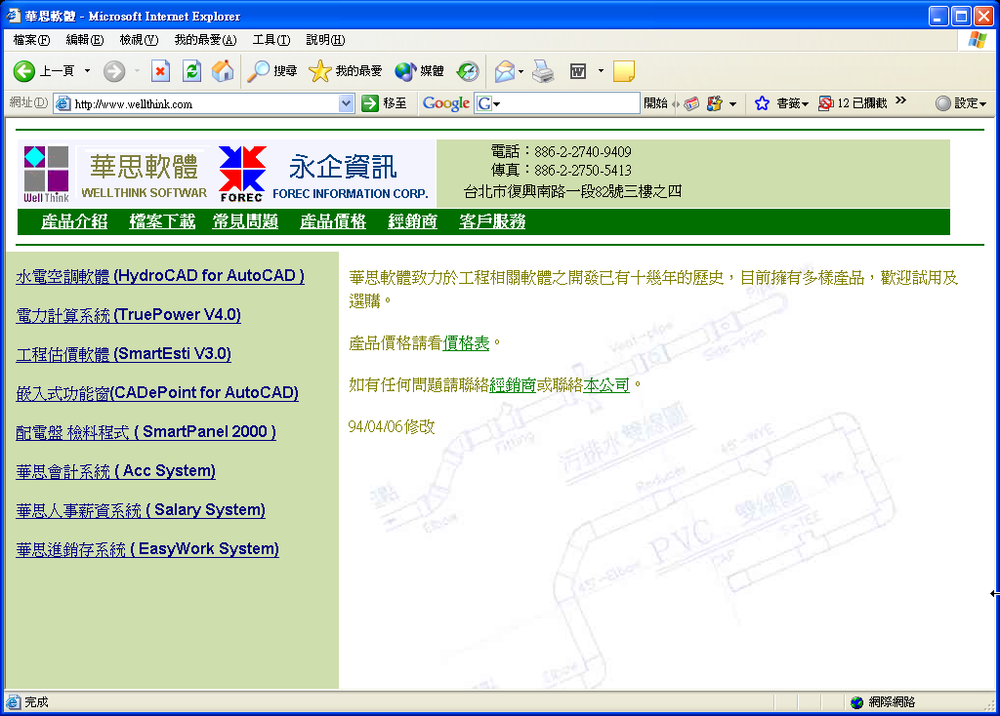 華思軟體 - Microsoft Internet Explorer
檔案(F) 編輯(E) 檢視(V) 我的最愛(A) 工具(T) 說明(H)
上一頁 搜尋 我的最愛 媒體
網址(D) http://www.wellthink.com 移至 Google 開始 書籤 12 已攔截 設定
Well Think
華思軟體
WELLTHINK SOFTWAR
FOREC
永企資訊
FOREC INFORMATION CORP.
電話：886-2-2740-9409
傳真：886-2-2750-5413
台北市復興南路一段82號三樓之四
產品介紹 檔案下載 常見問題 產品價格 經銷商 客戶服務
水電空調軟體 (HydroCAD for AutoCAD )
電力計算系統 (TruePower V4.0)
工程估價軟體 (SmartEsti V3.0)
嵌入式功能窗(CADePoint for AutoCAD)
配電盤 檢料程式 ( SmartPanel 2000 )
華思會計系統 ( Acc System)
華思人事薪資系統 ( Salary System)
華思進銷存系統 ( EasyWork System)
華思軟體致力於工程相關軟體之開發已有十幾年的歷史，目前擁有多樣產品，歡迎試用及
選購。
產品價格請看價格表。
如有任何問題請聯絡經銷商或聯絡本公司。
94/04/06修改
Vent-pipe
Side-pipe
Fitting
污排水 雙線圖
45°-WYE
Reducer
Tee
Elbow
雙線圖
S-TEE
PVC
CAP
45°-Elbow
Elbow
完成
網際網路